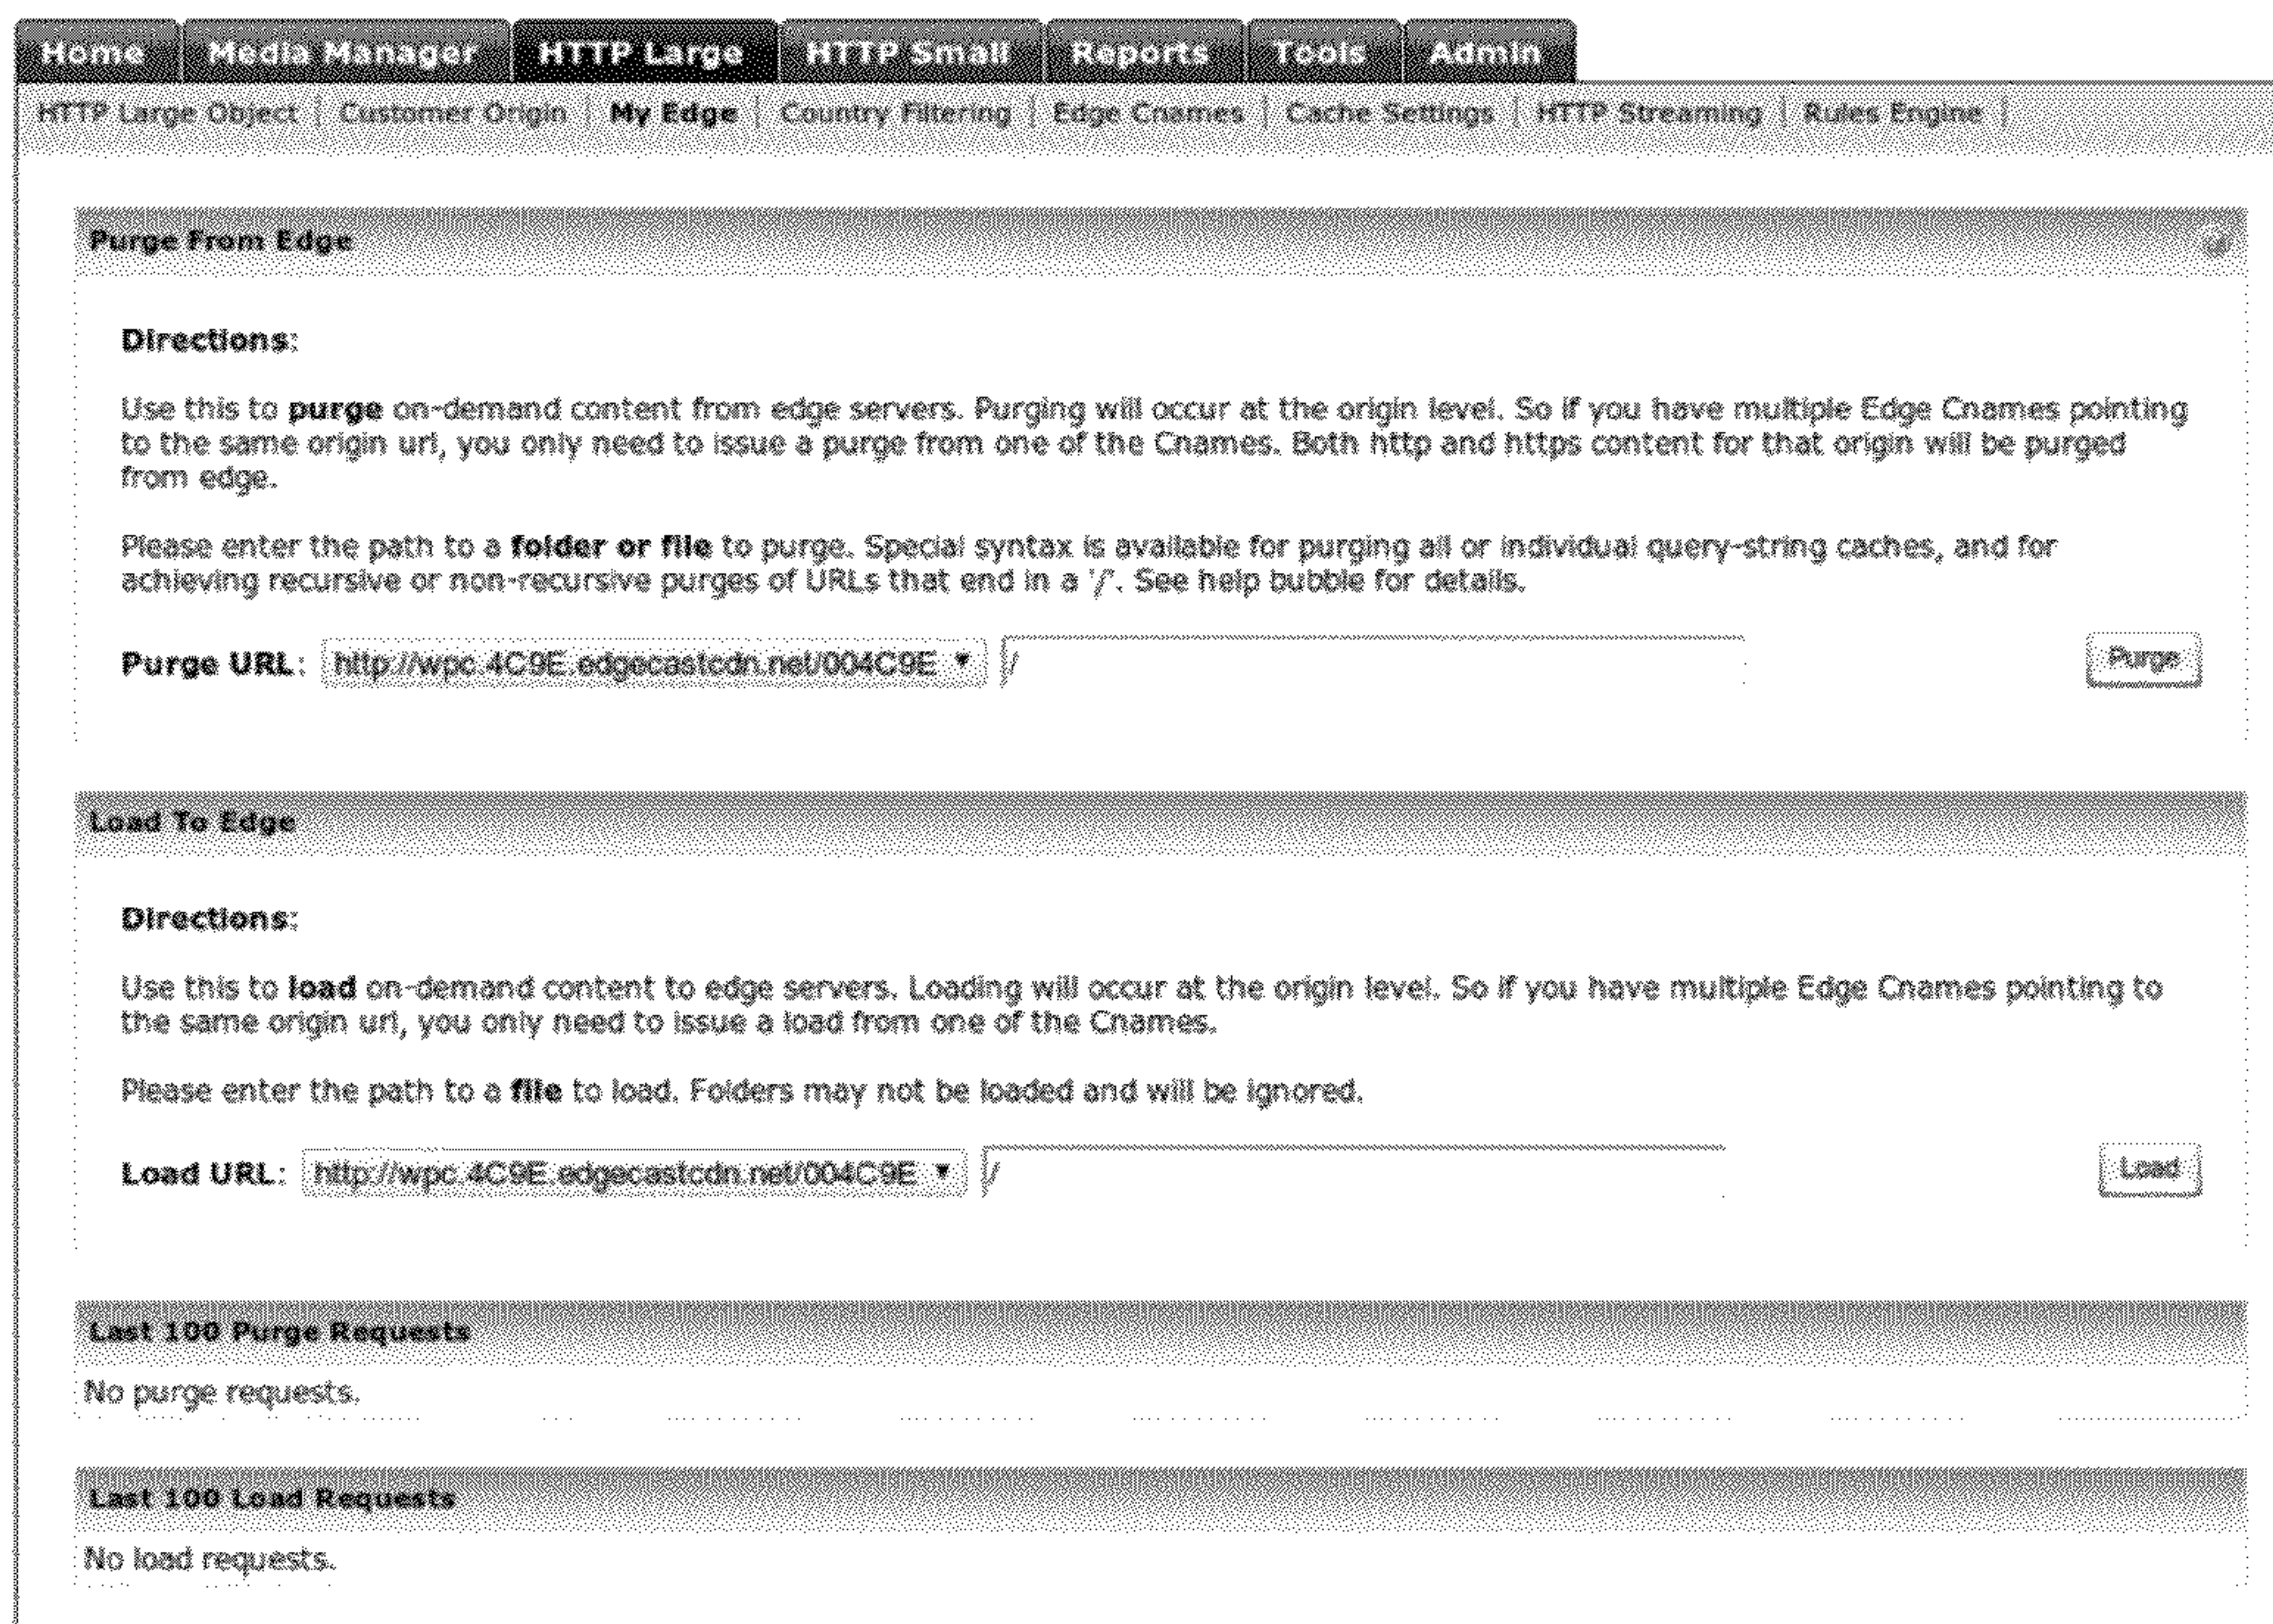 Home Media Manager HTTP Large HTTP Small Reports Tools Admin
HTTP Large Object | Customer Origin | My Edge | Country Filtering | Edge Cnames | Cache Settings | HTTP Streaming | Rules Engine |
Purge From Edge
Directions:
Use this to purge on-demand content from edge servers. Purging will occur at the origin level. So if you have multiple Edge Cnames pointing
to the same origin url, you only need to issue a purge from one of the Cnames. Both http and https content for that origin will be purged
from edge.
Please enter the path to a folder or file to purge. Special syntax is available for purging all or individual query-string caches, and for
achieving recursive or non-recursive purges of URLs that end in a '/'. See help bubble for details.
Purge URL: http://wpc.4C9E.edgecastcdn.net/004C9E / Purge
Load To Edge
Directions:
Use this to load on-demand content to edge servers. Loading will occur at the origin level. So if you have multiple Edge Cnames pointing to
the same origin url, you only need to issue a load from one of the Cnames.
Please enter the path to a file to load. Folders may not be loaded and will be ignored.
Load URL: http://wpc.4C9E.edgecastcdn.net/004C9E / Load
Last 100 Purge Requests
No purge requests.
Last 100 Load Requests
No load requests.